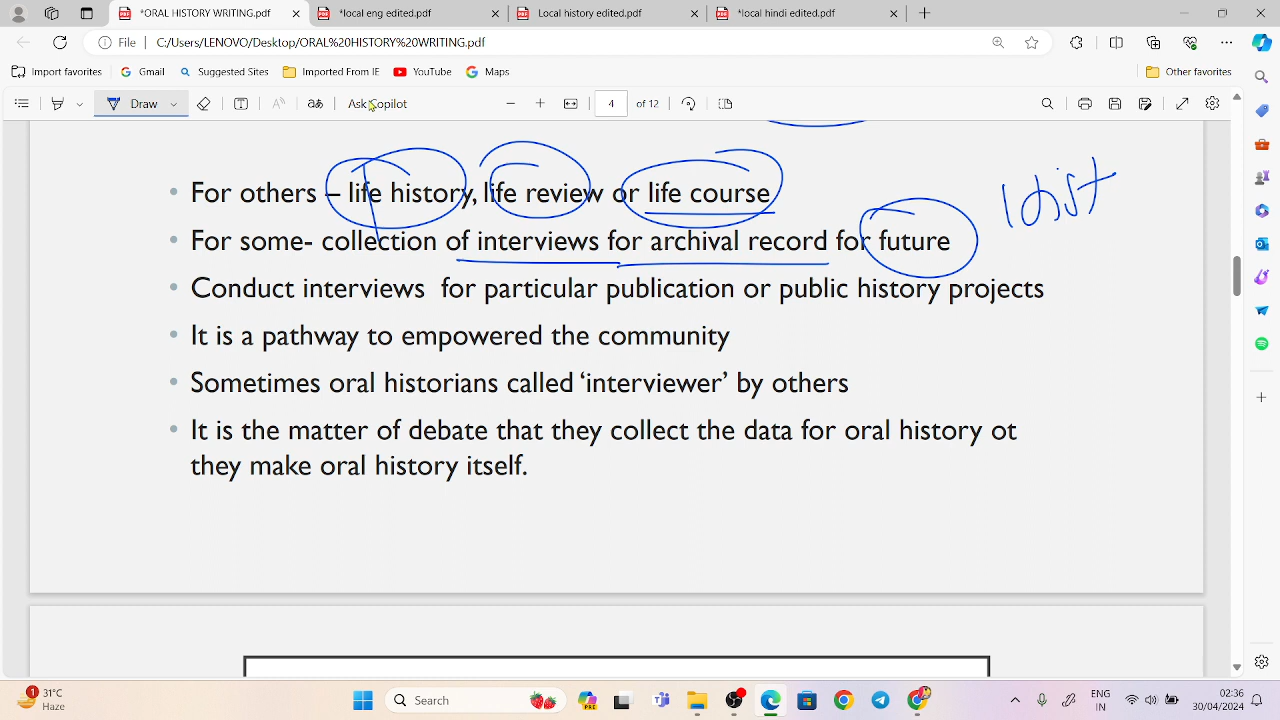 *ORAL HISTORY WRITING.pdf
*local eng edited.pdf
Local history edited.pdf
*local hindi edited.pdf
File
C:/Users/LENOVO/Desktop/ORAL%20HISTORY%20WRITING.pdf
Import favorites
Gmail
Suggested Sites
Imported From IE
YouTube
Maps
Other favorites
Draw
Ask Copilot
4 of 12
• For others – life history, life review or life course
• For some- collection of interviews for archival record for future
• Conduct interviews for particular publication or public history projects
• It is a pathway to empowered the community
• Sometimes oral historians called ‘interviewer’ by others
• It is the matter of debate that they collect the data for oral history ot
they make oral history itself.
1
31°C
Haze
Search
ENG
IN
02:36
30/04/2024